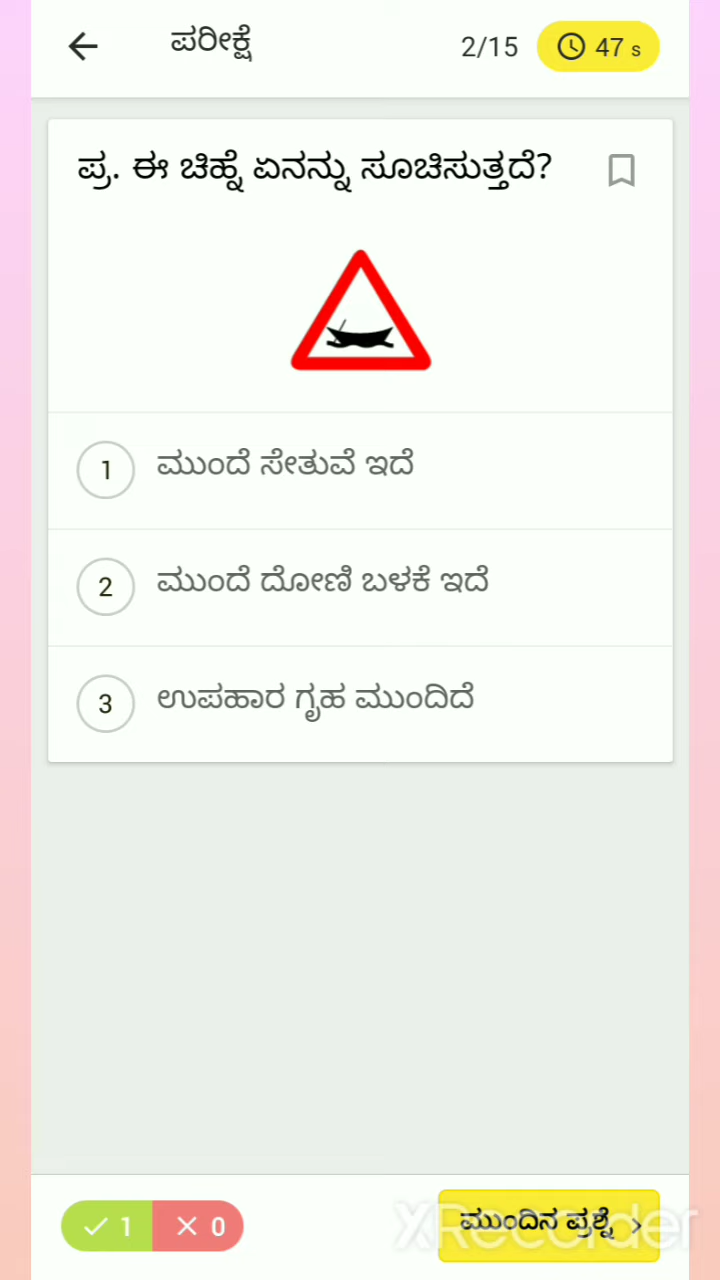 ಪರೀಕ್ಷೆ 2/15 47 s
ಪ್ರ. ಈ ಚಿಹ್ನೆ ಏನನ್ನು ಸೂಚಿಸುತ್ತದೆ?
1 ಮುಂದೆ ಸೇತುವೆ ಇದೆ
2 ಮುಂದೆ ದೋಣಿ ಬಳಕೆ ಇದೆ
3 ಉಪಹಾರ ಗೃಹ ಮುಂದಿದೆ
1 0 ಮುಂದಿನ ಪ್ರಶ್ನೆ
XRecorder